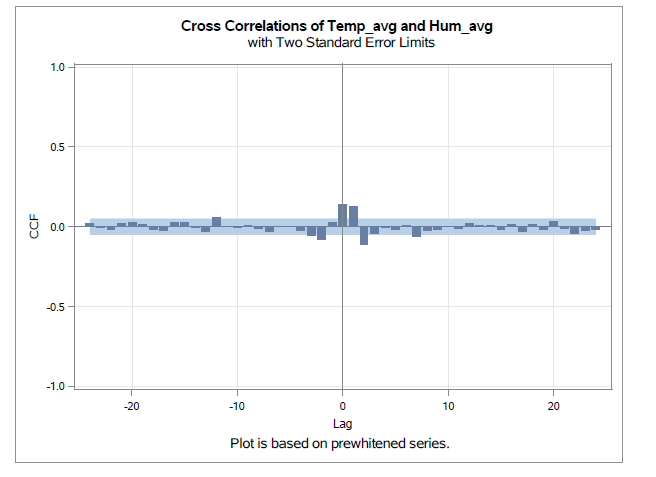 Cross Correlations of Temp_avg and Hum_avg
with Two Standard Error Limits
1.0
0.5
0.0
-0.5
-1.0
CCF
-20 -10 0 10 20
Lag
Plot is based on prewhitened series.